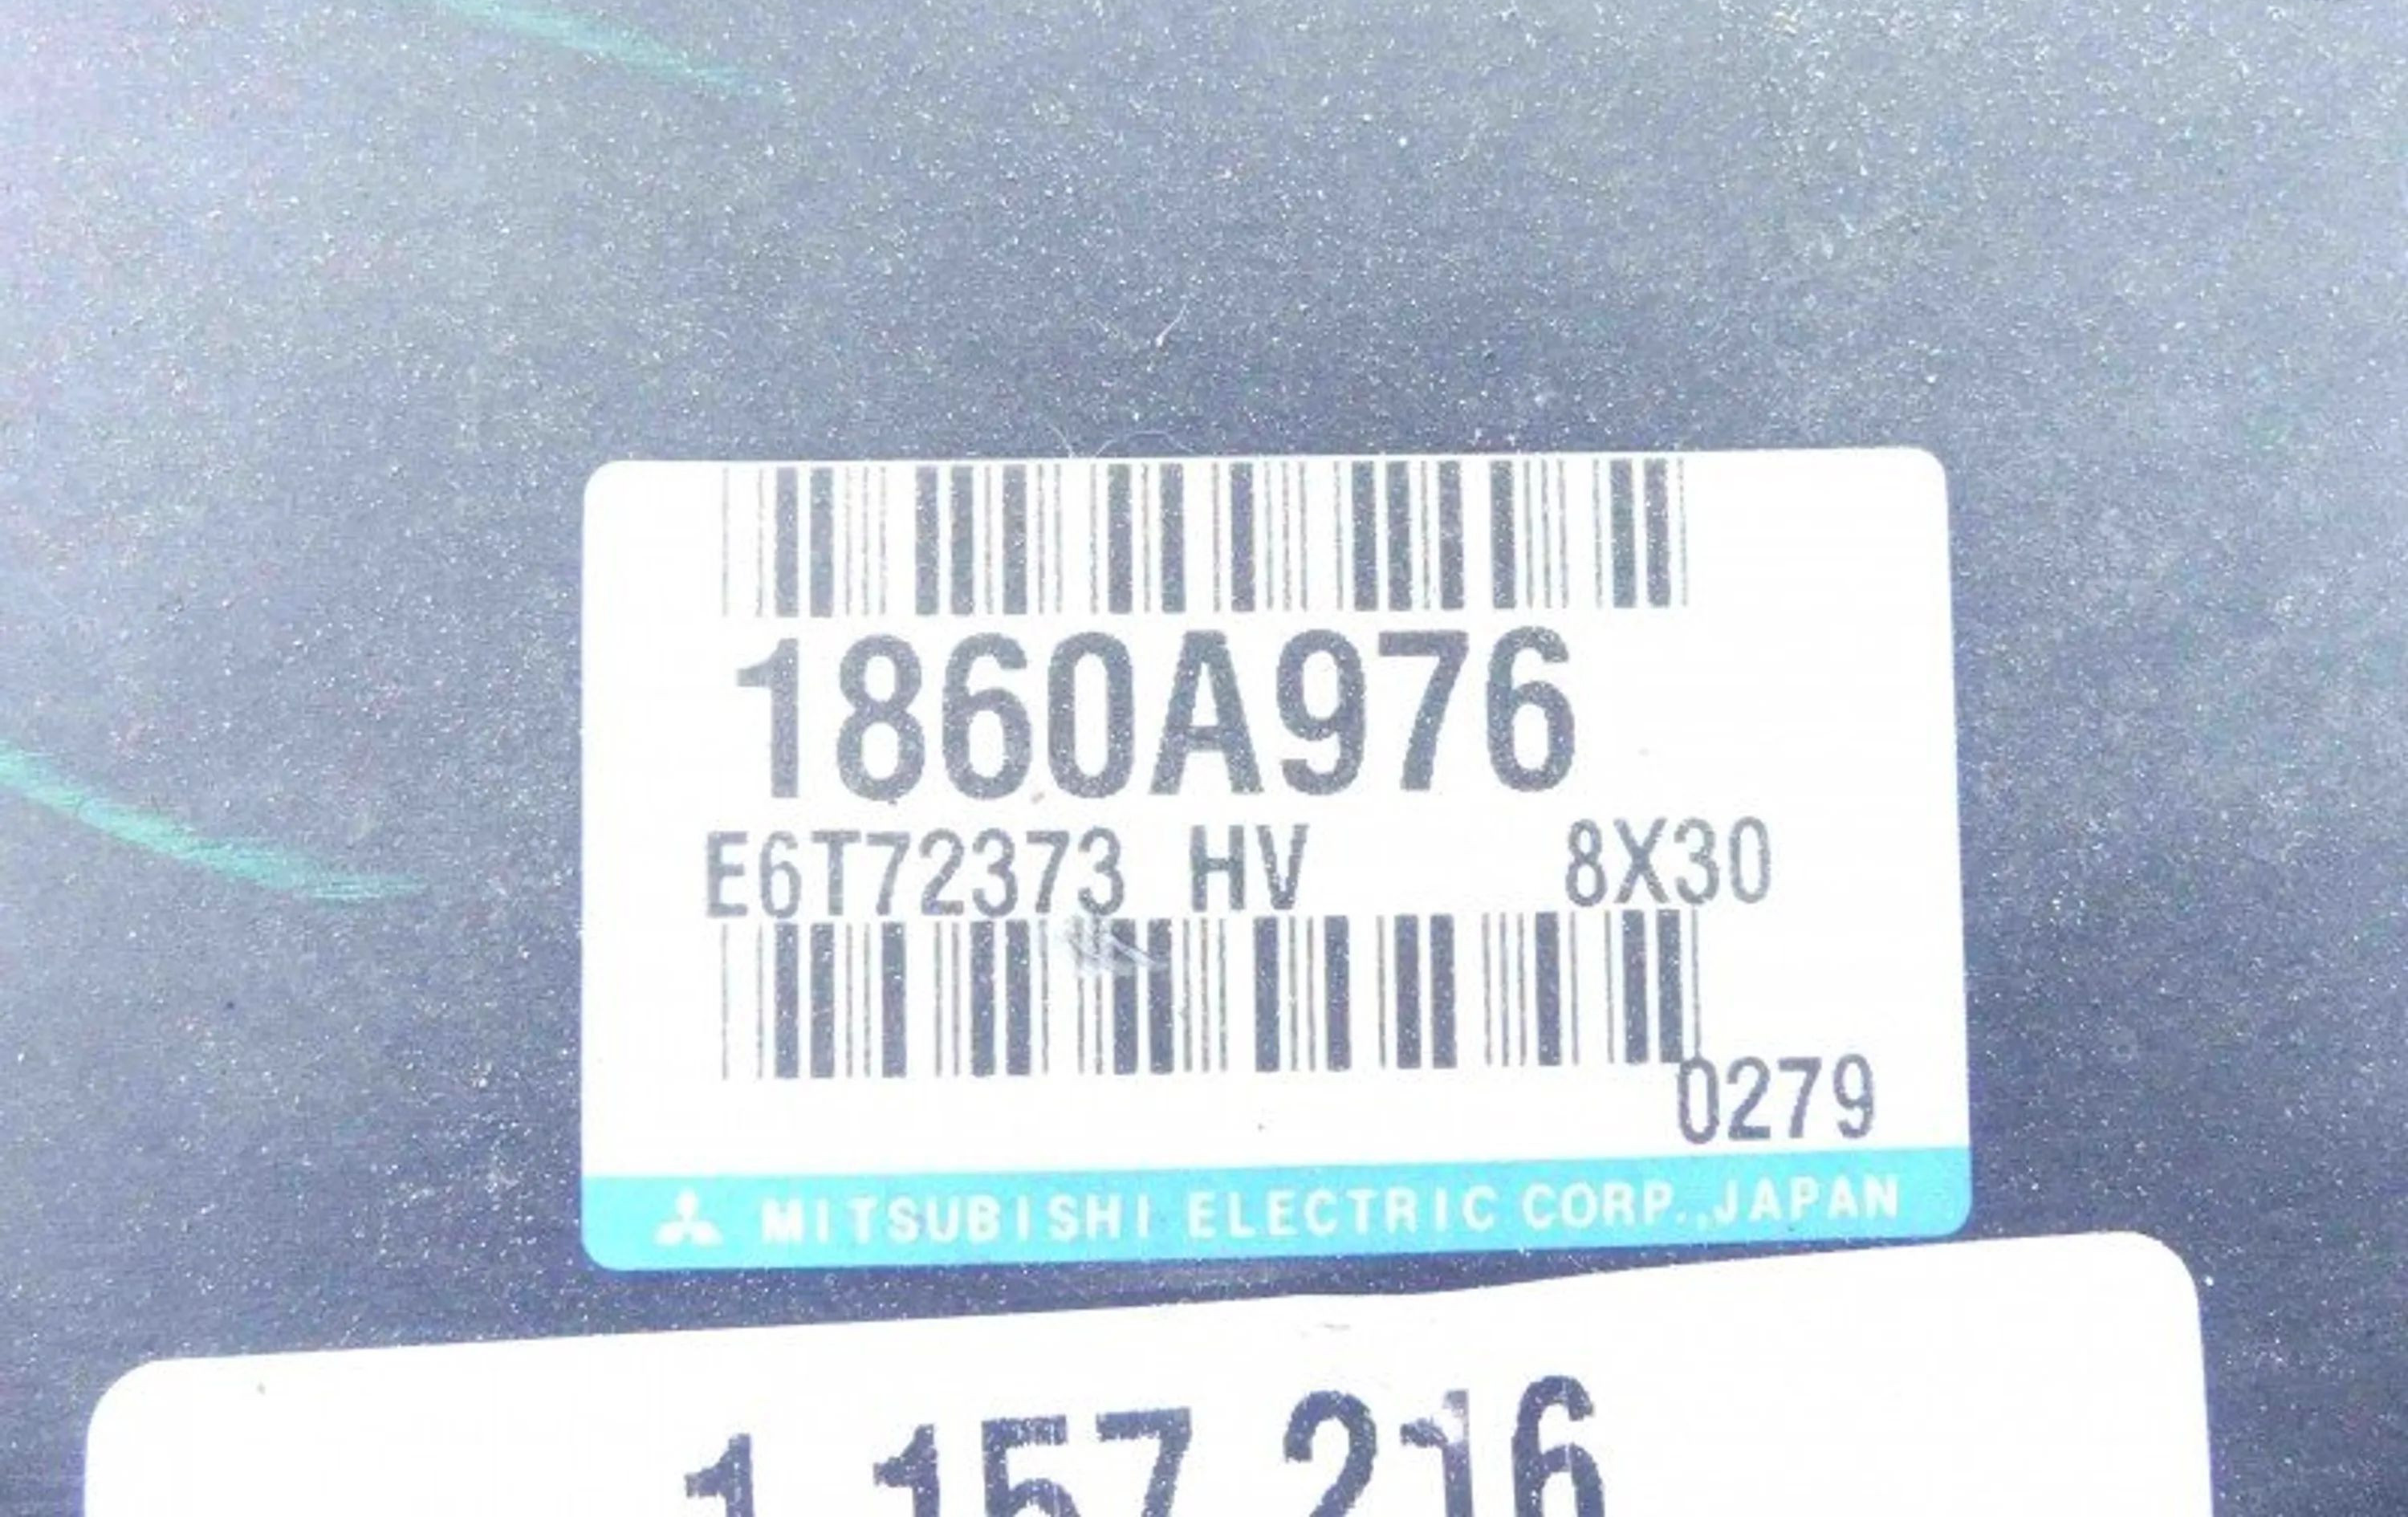 1860A976
E6T72373 HV 8X30
0279
MITSUBISHI ELECTRIC CORP.,JAPAN
1 157 216